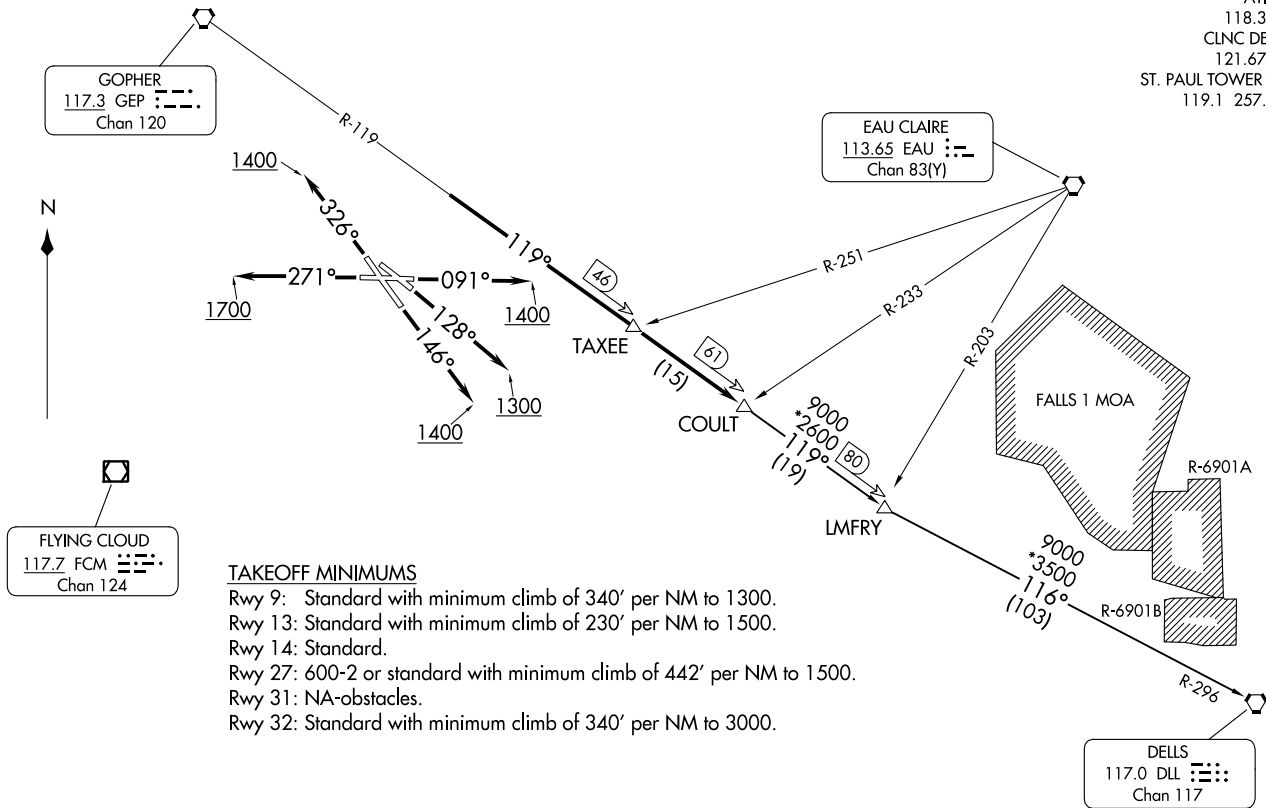 118.3
CLNC DE
121.67
ST. PAUL TOWER
119.1 257.
GOPHER
117.3 GEP
Chan 120
R-119
EAU CLAIRE
113.65 EAU
Chan 83(Y)
N
1400
326°
271°
1700
091°
1400
128°
1300
146°
1400
119°
46
TAXEE
R-251
R-233
R-203
61
(15)
COULT
9000
*2600
119°
(19)
80
LMFRY
FALLS 1 MOA
R-6901A
R-6901B
9000
*3500
116°
(103)
R-296
FLYING CLOUD
117.7 FCM
Chan 124
TAKEOFF MINIMUMS
Rwy 9: Standard with minimum climb of 340' per NM to 1300.
Rwy 13: Standard with minimum climb of 230' per NM to 1500.
Rwy 14: Standard.
Rwy 27: 600-2 or standard with minimum climb of 442' per NM to 1500.
Rwy 31: NA-obstacles.
Rwy 32: Standard with minimum climb of 340' per NM to 3000.
DELLS
117.0 DLL
Chan 117